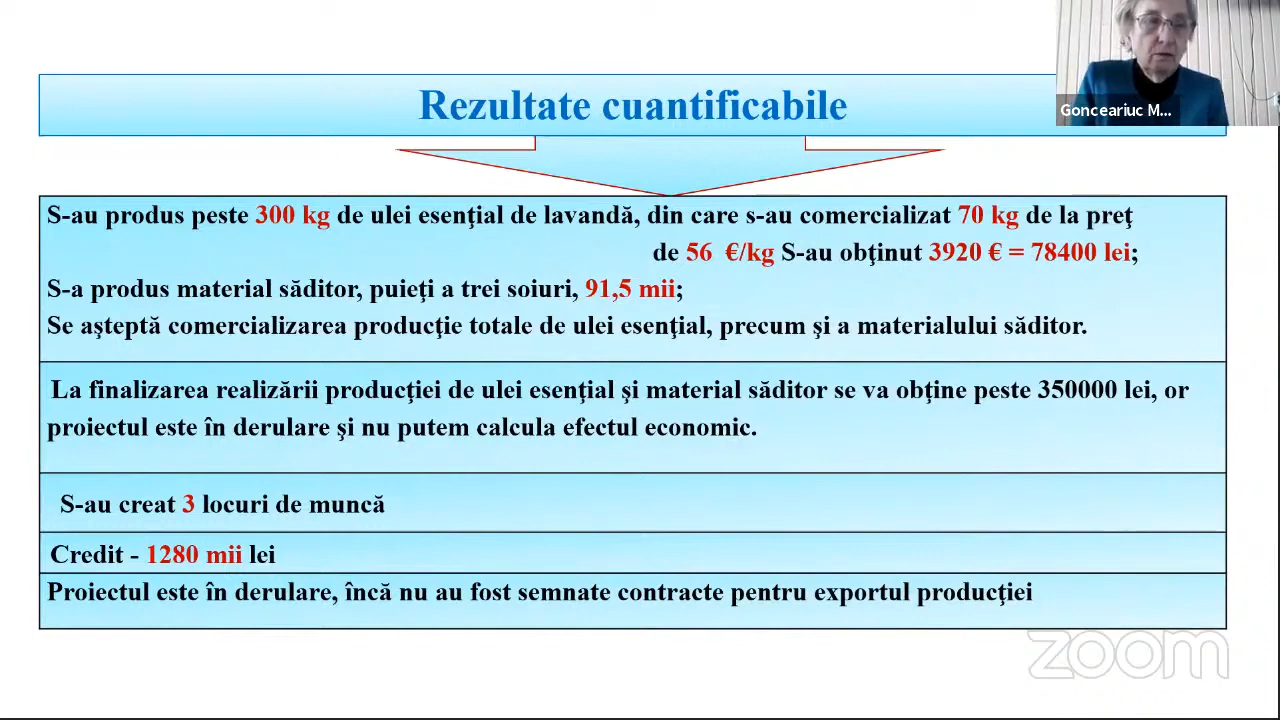 Gonceariuc M...
Rezultate cuantificabile
S-au produs peste 300 kg de ulei esenţial de lavandă, din care s-au comercializat 70 kg de la preţ
de 56 €/kg S-au obţinut 3920 € = 78400 lei;
S-a produs material săditor, puieţi a trei soiuri, 91,5 mii;
Se aşteptă comercializarea producţie totale de ulei esenţial, precum şi a materialului săditor.
La finalizarea realizării producţiei de ulei esenţial şi material săditor se va obţine peste 350000 lei, or
proiectul este în derulare şi nu putem calcula efectul economic.
S-au creat 3 locuri de muncă
Credit - 1280 mii lei
Proiectul este în derulare, încă nu au fost semnate contracte pentru exportul producţiei
zoom